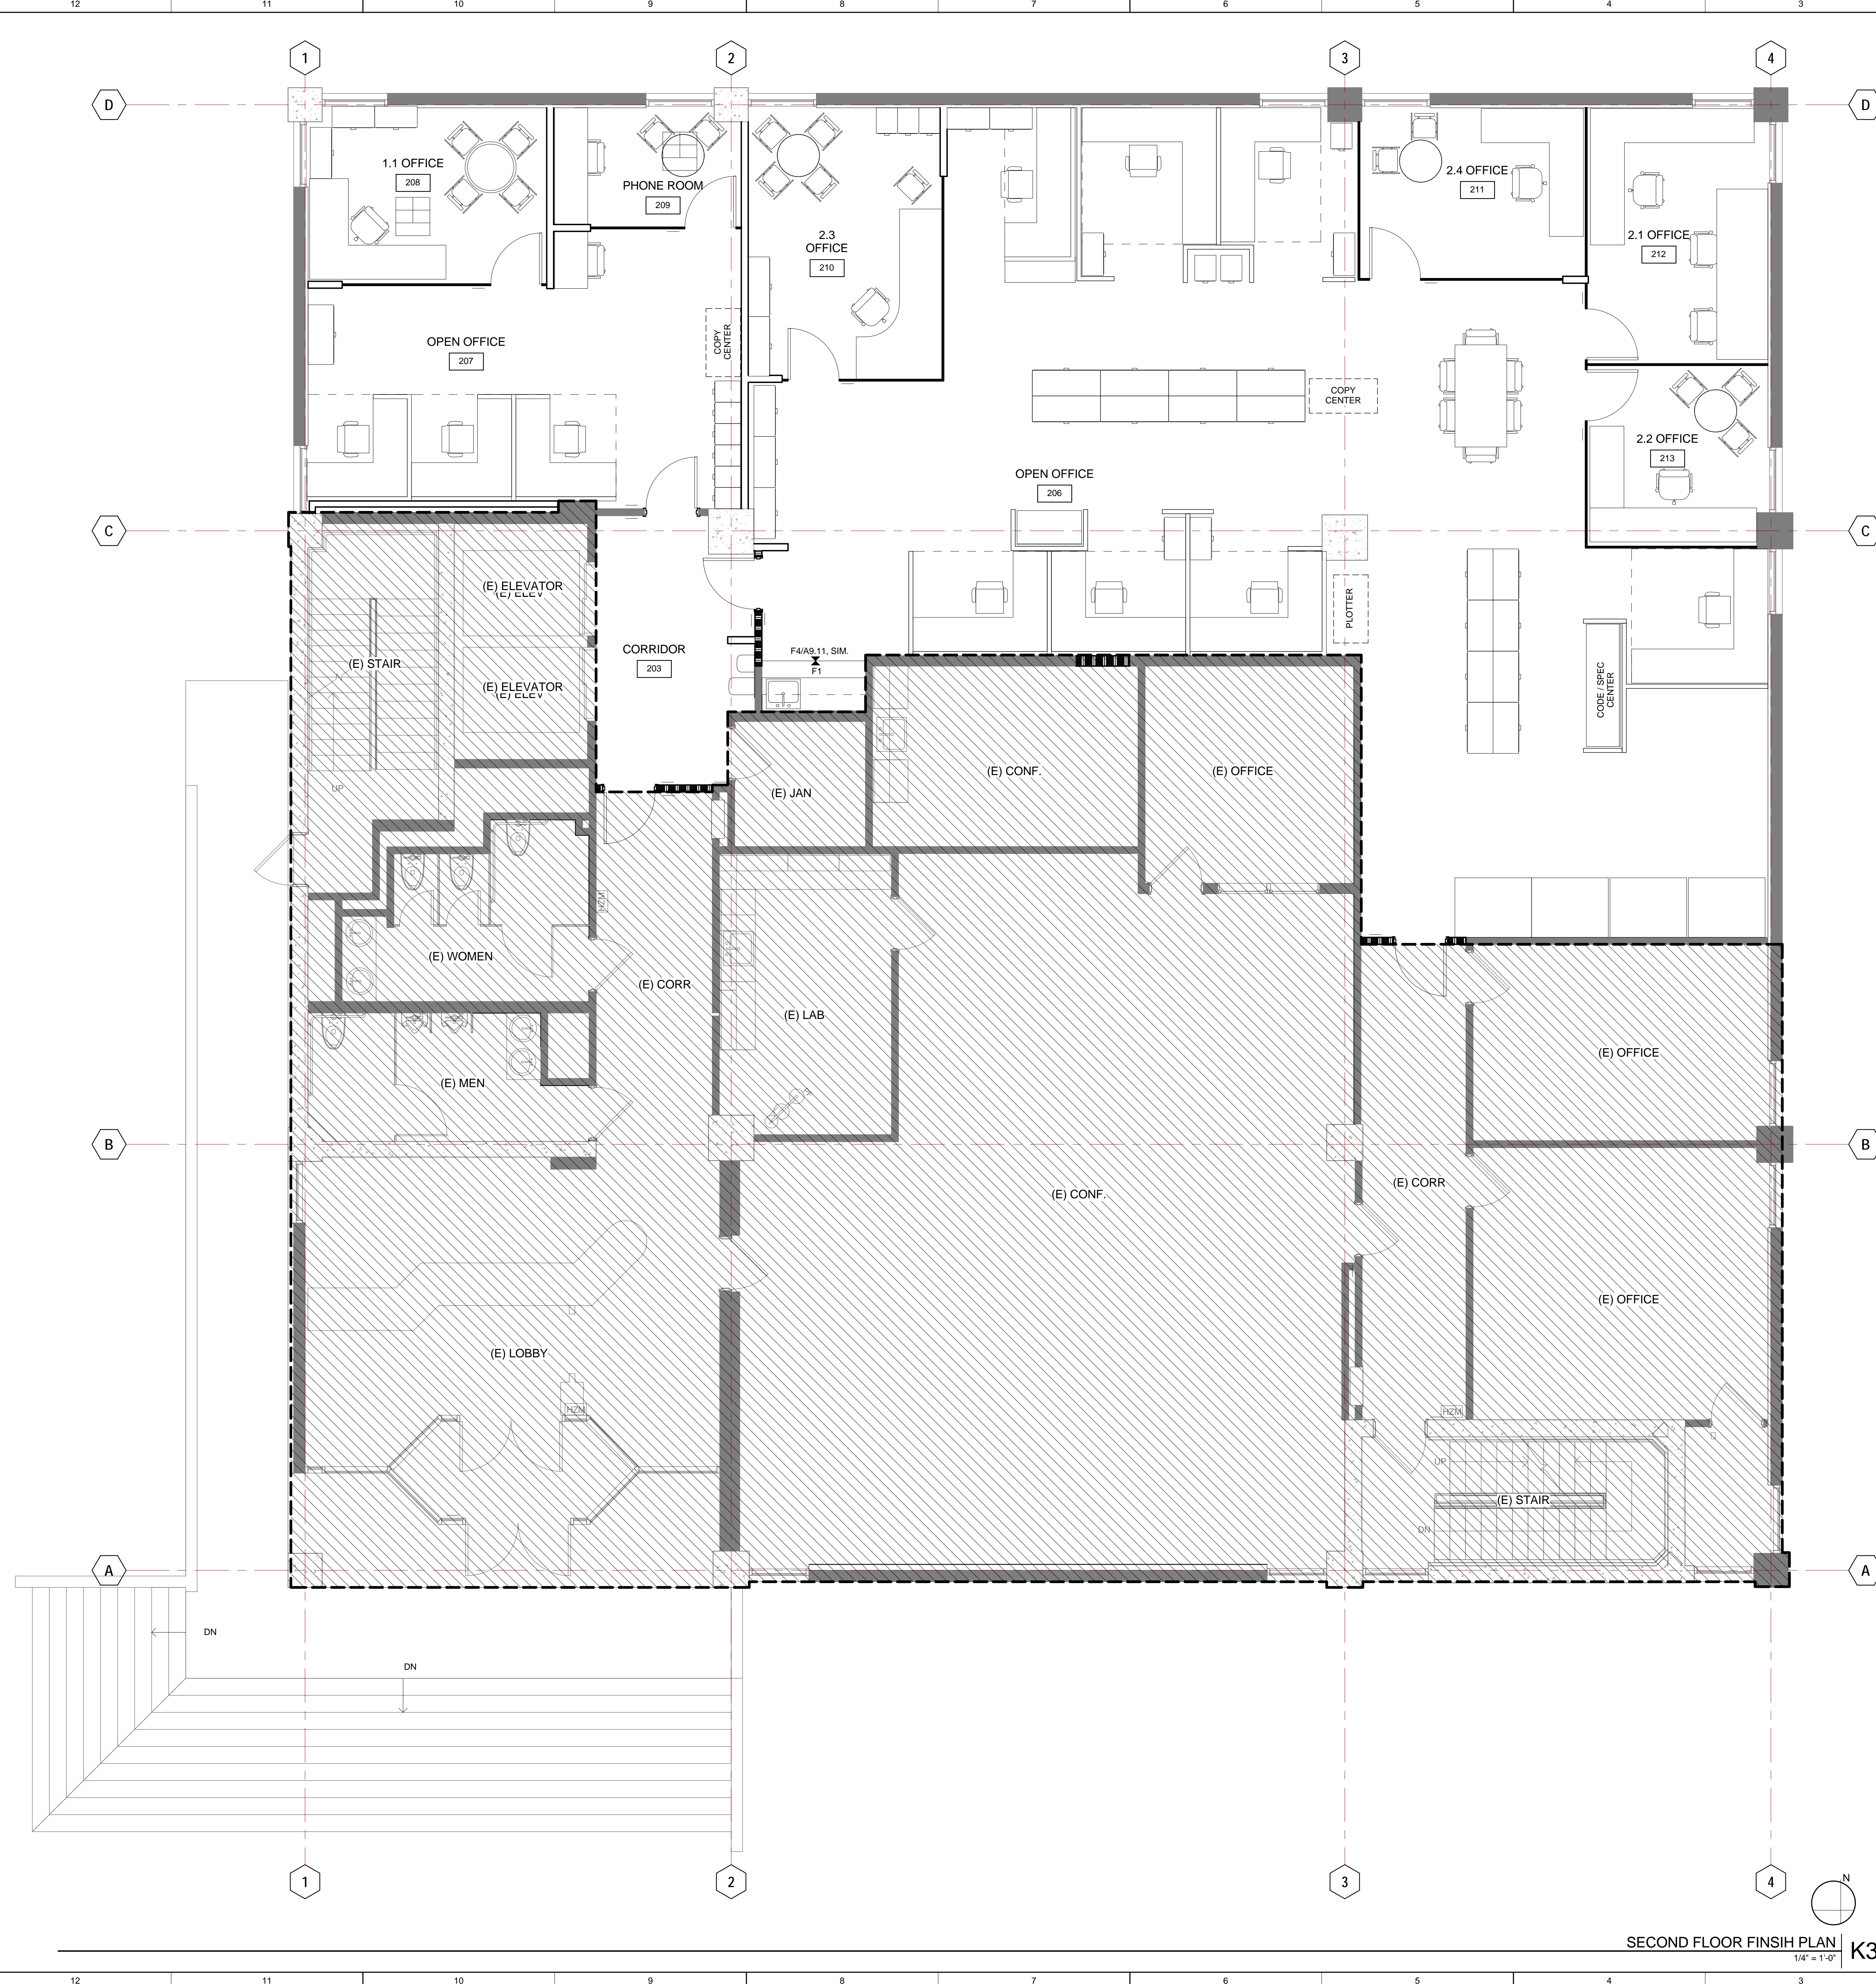 12 11 10 9 8 7 6 5 4 3
1 2 3 4
D D
1.1 OFFICE
208
PHONE ROOM
209
2.3
OFFICE
210
2.4 OFFICE
211
2.1 OFFICE
212
OPEN OFFICE
207
COPY
CENTER
COPY
CENTER
2.2 OFFICE
213
OPEN OFFICE
206
C C
(E) ELEVATOR
(E) ELEV
PLOTTER
(E) STAIR
CORRIDOR
203
F4/A9.11, SIM.
F1
(E) ELEVATOR
(E) ELEV
CODE / SPEC
CENTER
UP
(E) JAN
(E) CONF.
(E) OFFICE
HZM
(E) WOMEN
(E) CORR
(E) LAB
(E) OFFICE
(E) MEN
B B
(E) CONF.
(E) CORR
(E) OFFICE
(E) LOBBY
HZM
HZM
UP
(E) STAIR
DN
A A
DN
DN
1 2 3 4
N
SECOND FLOOR FINSIH PLAN
1/4" = 1'-0"
K3
12 11 10 9 8 7 6 5 4 3